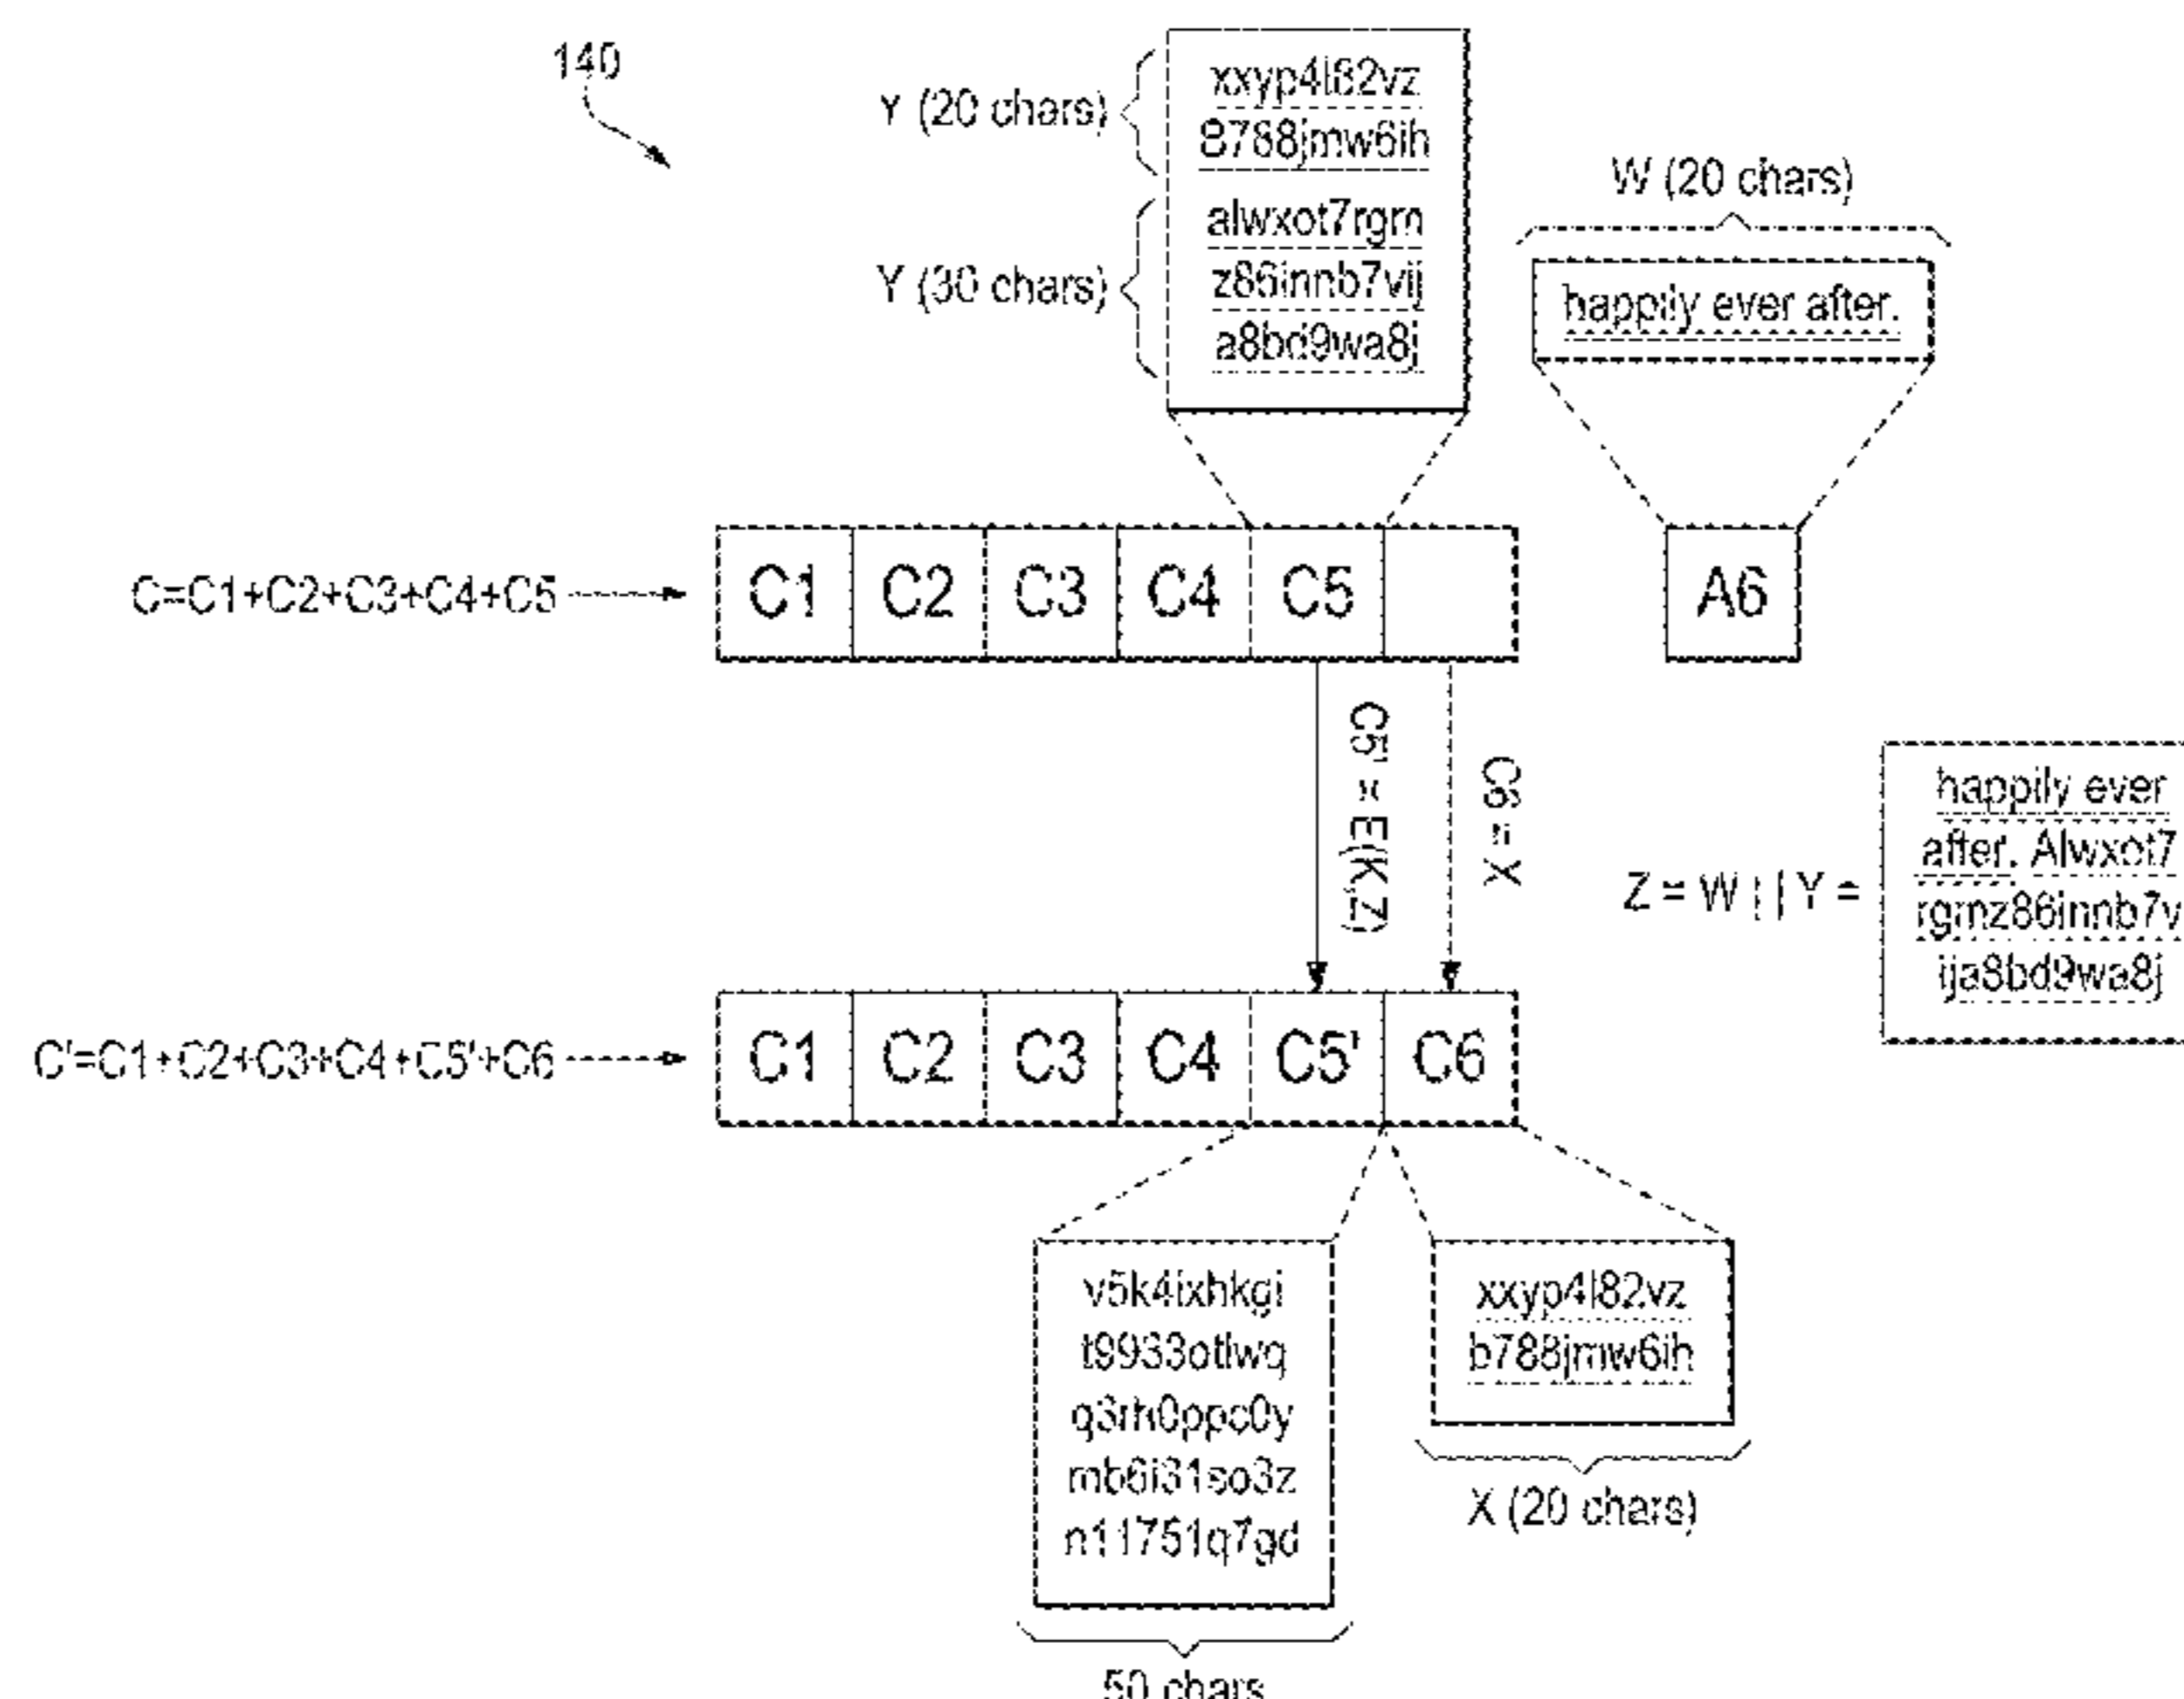 140
Y (20 chars)
xxyp4l82vz
8788jmw6ih
Y (30 chars)
alwxot7rgm
z86innb7vij
a8bd9wa8j
W (20 chars)
happily ever after.
C=C1+C2+C3+C4+C5
C1 C2 C3 C4 C5
A6
C5' = E(K,Z)
C6 = X
Z = W || Y =
happily ever
after. Alwxot7
rgmz86innb7v
ija8bd9wa8j
C'=C1+C2+C3+C4+C5'+C6
C1 C2 C3 C4 C5' C6
v5k4ixhkgi
t9933otlwq
q3rh0ppc0y
mb6i31so3z
n11751q7gd
xxyp4l82vz
b788jmw6ih
X (20 chars)
50 chars